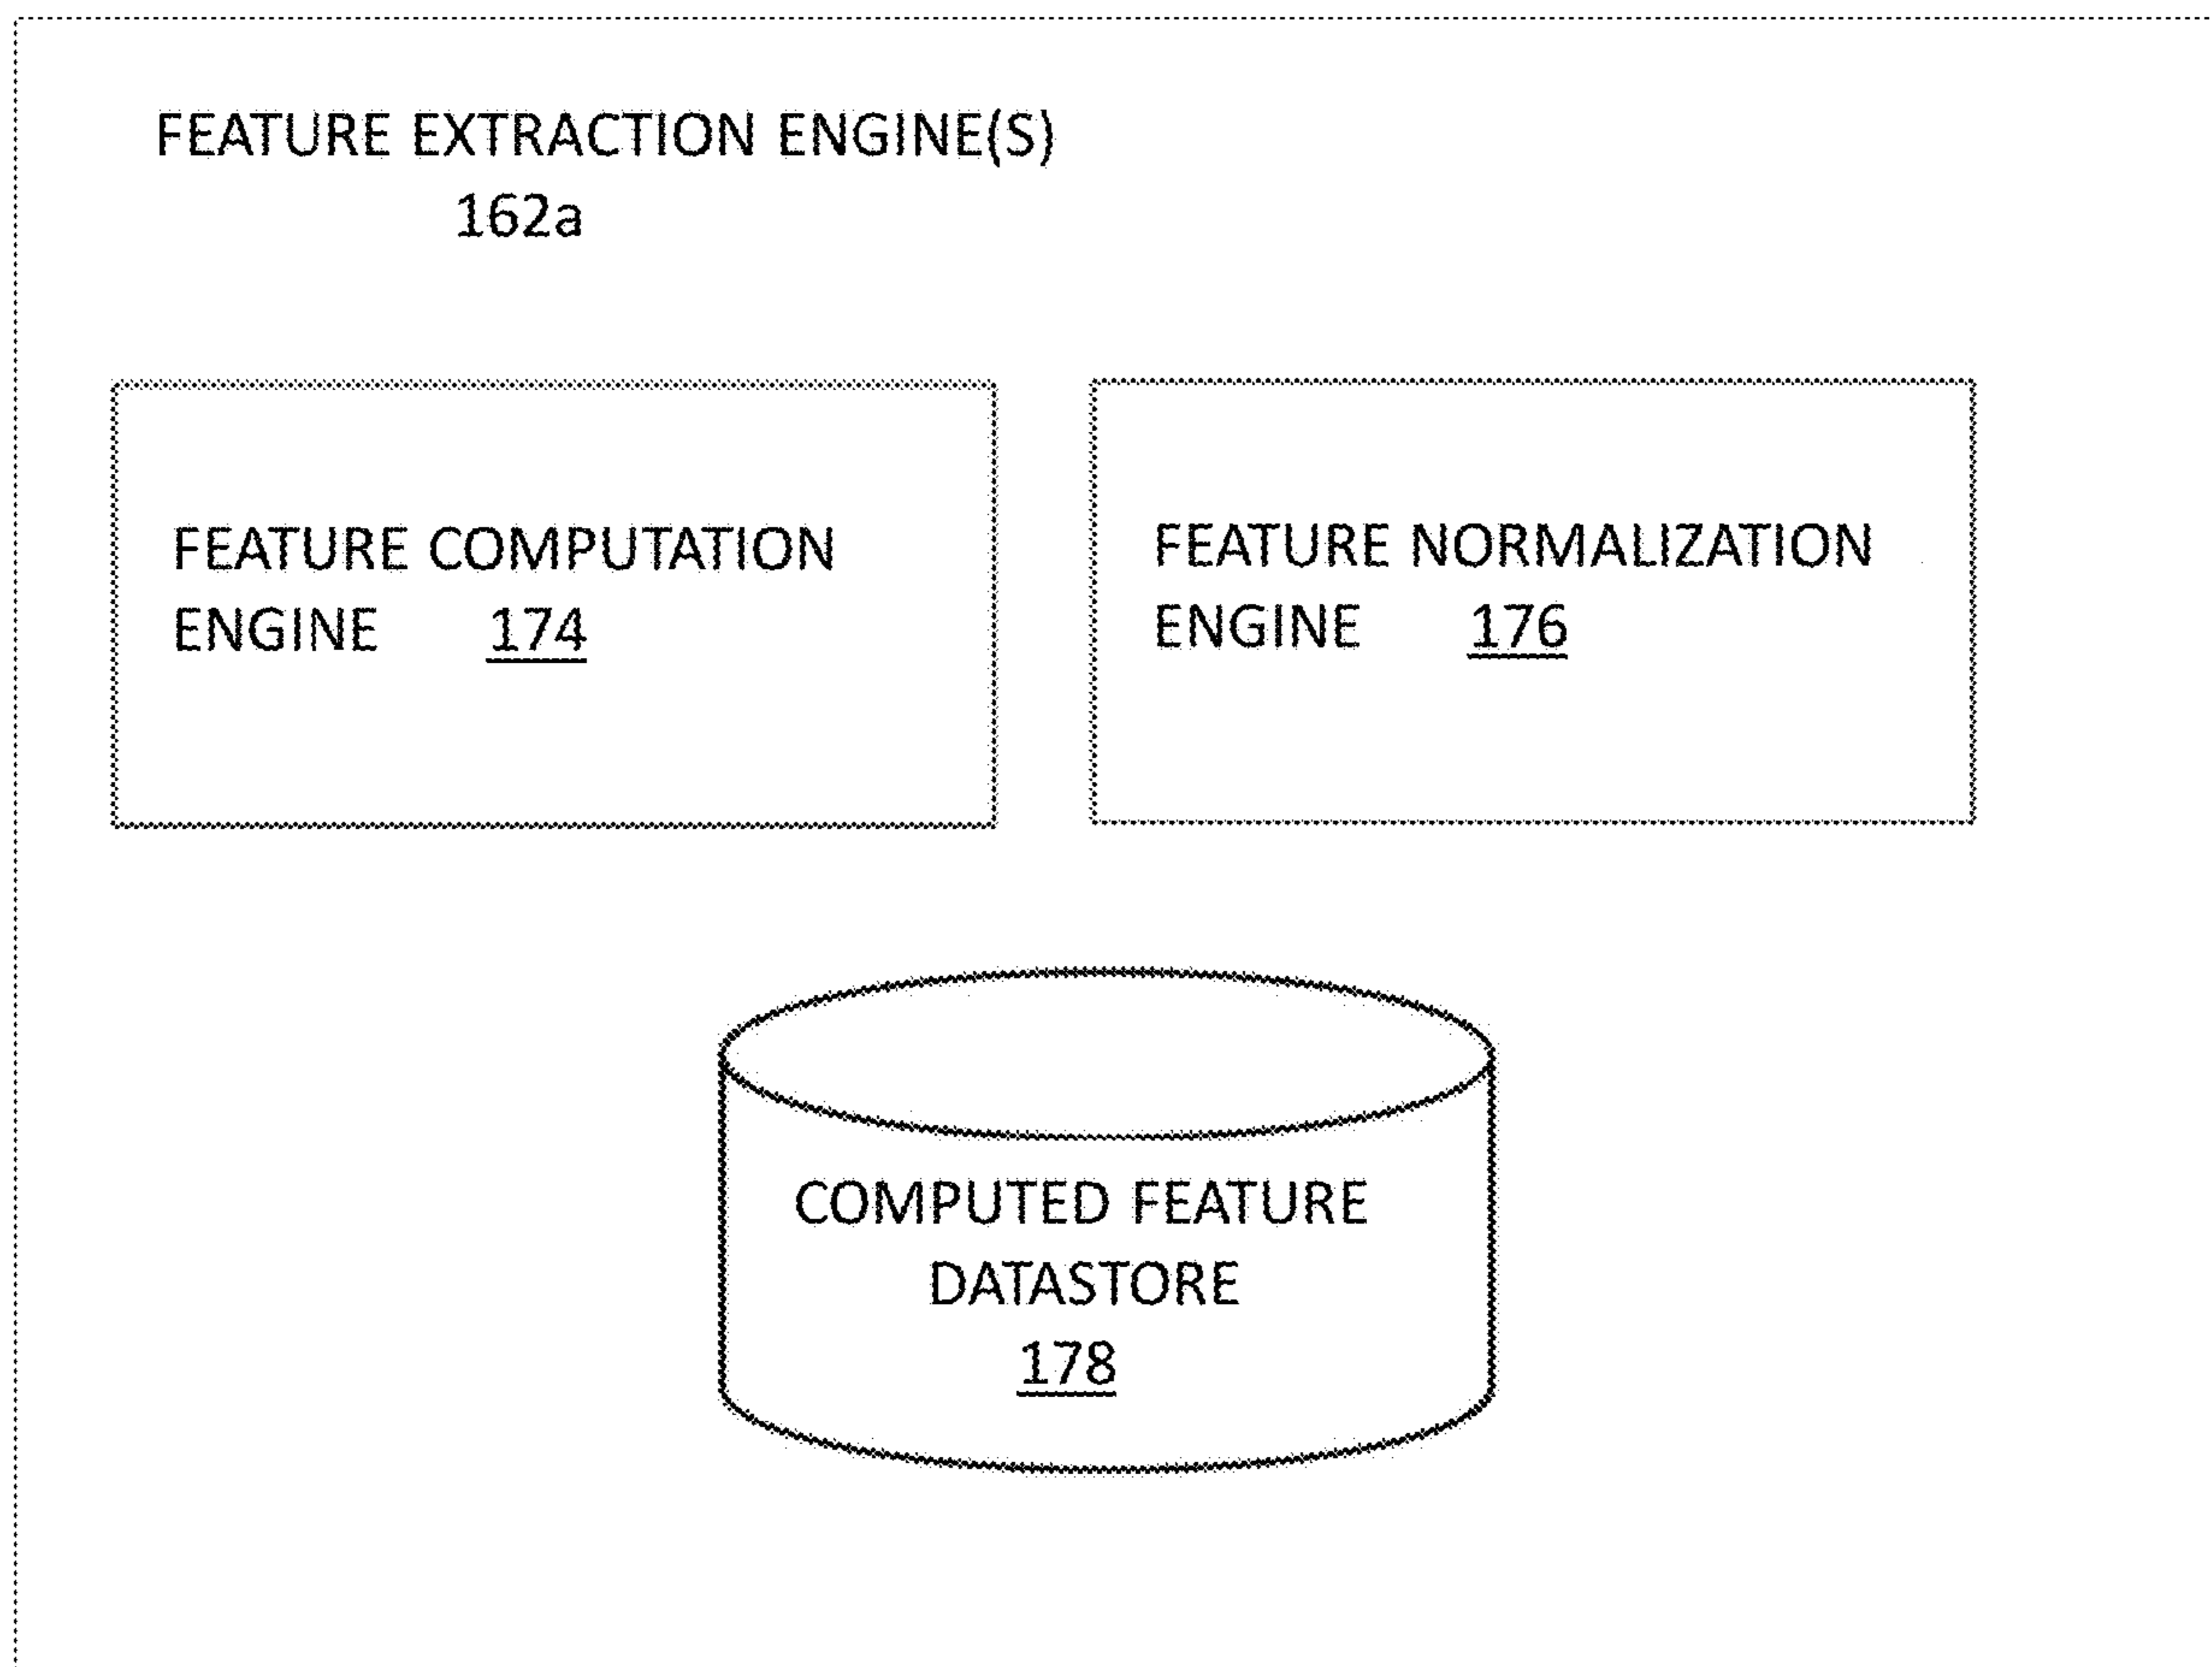 FEATURE EXTRACTION ENGINE(S)
162a
FEATURE COMPUTATION
ENGINE 174
FEATURE NORMALIZATION
ENGINE 176
COMPUTED FEATURE
DATASTORE
178